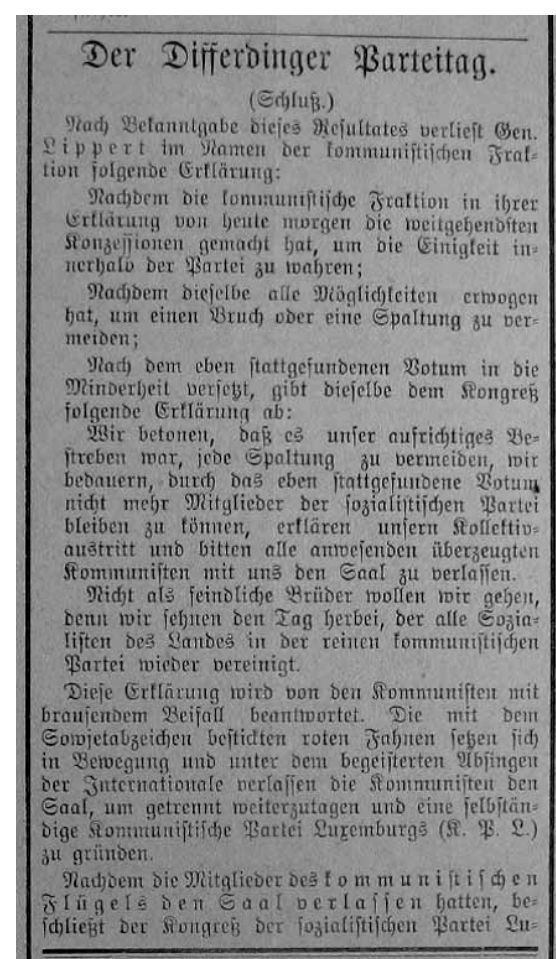 Der Differdinger Parteitag.
(Schluß.)
Nach Bekanntgabe dieses Resultates verliest Gen.
Lippert im Namen der kommunistischen Frak-
tion folgende Erklärung:
Nachdem die kommunistische Fraktion in ihrer
Erklärung von heute morgen die weitgehendsten
Konzessionen gemacht hat, um die Einigkeit in-
nerhalb der Partei zu wahren;
Nachdem dieselbe alle Möglichkeiten erwogen
hat, um einen Bruch oder eine Spaltung zu ver-
meiden;
Nach dem eben stattgefundenen Votum in die
Minderheit versetzt, gibt dieselbe dem Kongreß
folgende Erklärung ab:
Wir betonen, daß es unser aufrichtiges Be-
streben war, jede Spaltung zu vermeiden, wir
bedauern, durch das eben stattgefundene Votum
nicht mehr Mitglieder der sozialistischen Partei
bleiben zu können, erklären unsern Kollektiv-
austritt und bitten alle anwesenden überzeugten
Kommunisten mit uns den Saal zu verlassen.
Nicht als feindliche Brüder wollen wir gehen,
denn wir sehnen den Tag herbei, der alle Sozia-
listen des Landes in der reinen kommunistischen
Partei wieder vereinigt.
Diese Erklärung wird von den Kommunisten mit
brausendem Beifall beantwortet. Die mit dem
Sowjetabzeichen bestickten roten Fahnen setzen sich
in Bewegung und unter dem begeisterten Absingen
der Internationale verlassen die Kommunisten den
Saal, um getrennt weiterzutagen und eine selbstän-
dige Kommunistische Partei Luxemburgs (K. P. L.)
zu gründen.
Nachdem die Mitglieder des kommunistischen
Flügels den Saal verlassen hatten, be-
schließt der Kongreß der sozialistischen Partei Lu-